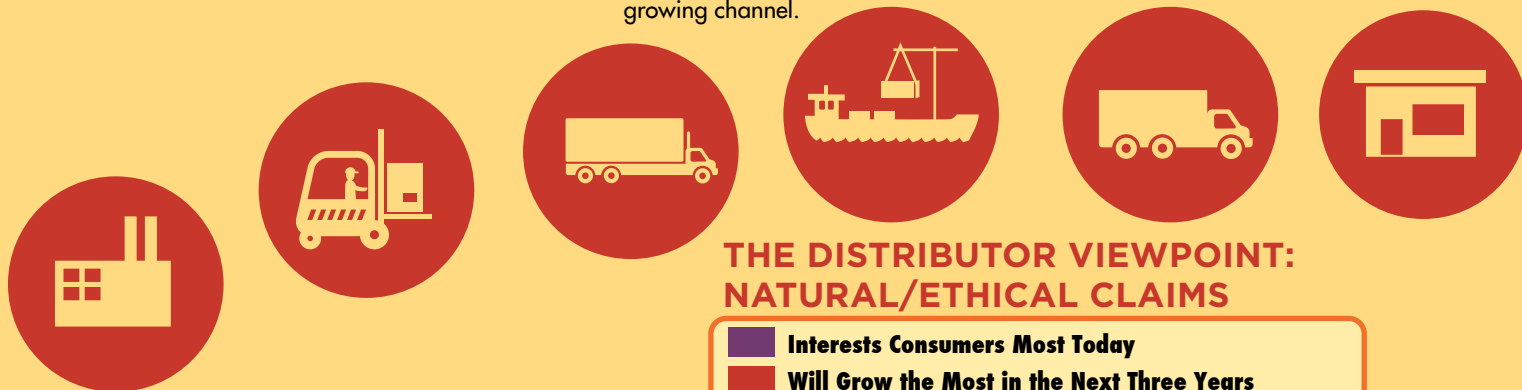 growing channel.
THE DISTRIBUTOR VIEWPOINT:
NATURAL/ETHICAL CLAIMS
Interests Consumers Most Today
Will Grow the Most in the Next Three Years